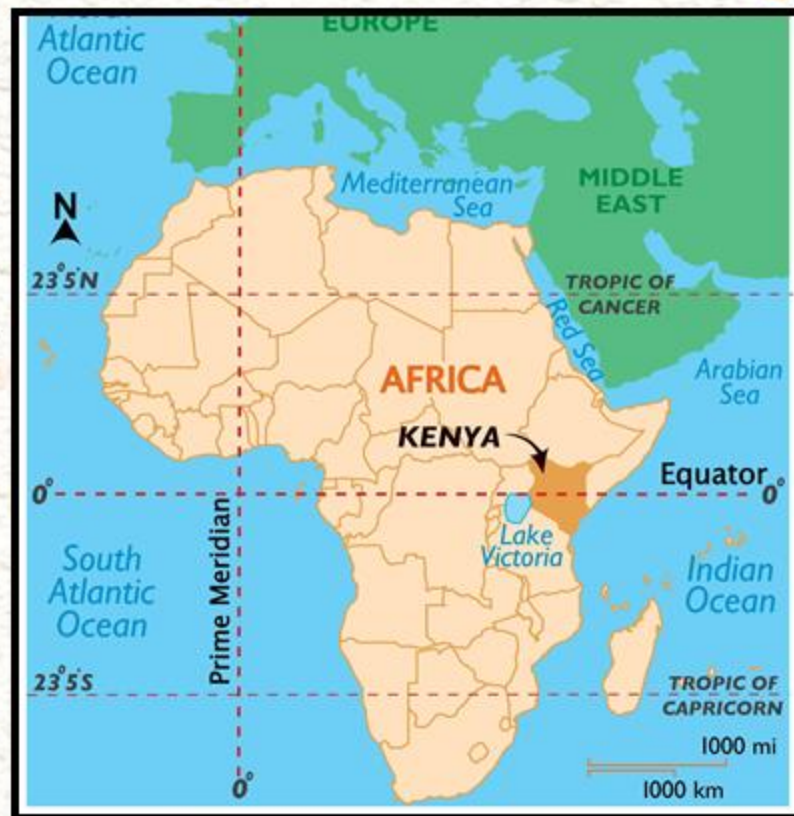 EUROPE
Atlantic
Ocean
Mediterranean
Sea
MIDDLE
EAST
N
23°5'N
TROPIC OF
CANCER
Red Sea
AFRICA
Arabian
Sea
KENYA
Equator
0°
0°
Lake
Victoria
Prime Meridian
South
Atlantic
Ocean
Indian
Ocean
23°5'S
TROPIC OF
CAPRICORN
1000 mi
1000 km
0°